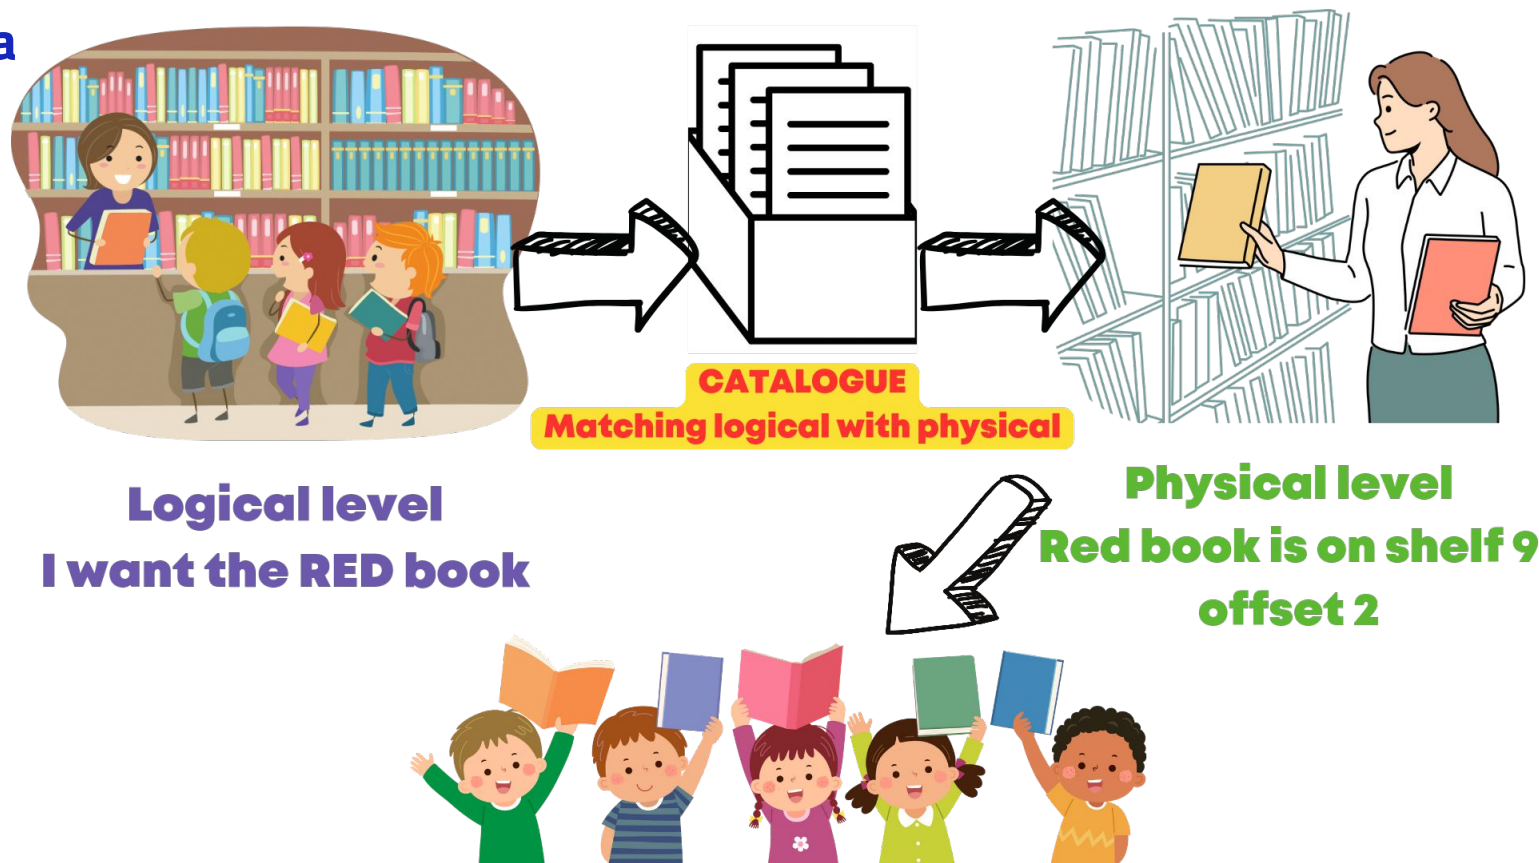 a
CATALOGUE
Matching logical with physical
Logical level
I want the RED book
Physical level
Red book is on shelf 9
offset 2